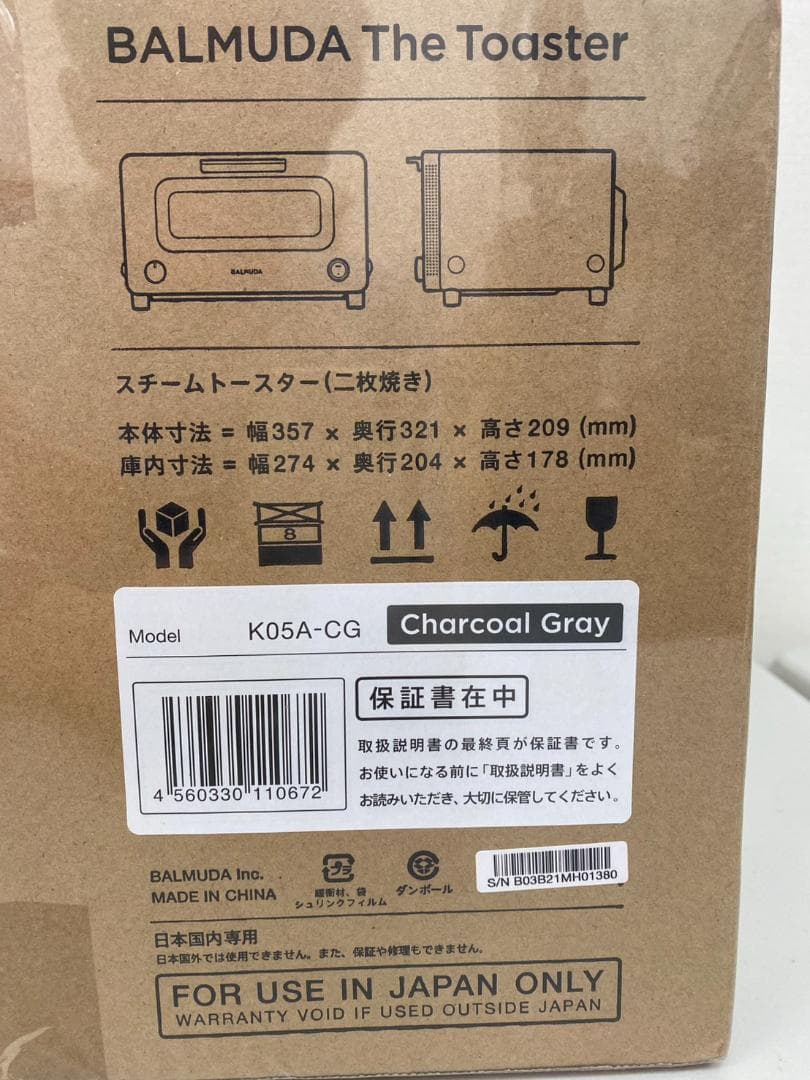 BALMUDA The Toaster
BALMUDA
スチームトースター(二枚焼き)
本体寸法 = 幅357 × 奥行321 × 高さ209 (mm)
庫内寸法 = 幅274 × 奥行204 × 高さ178 (mm)
8
Model K05A-CG Charcoal Gray
保証書在中
取扱説明書の最終頁が保証書です。
お使いになる前に「取扱説明書」をよく
お読みいただき、大切に保管してください。
4 560330 110672
BALMUDA Inc.
MADE IN CHINA
プラ
緩衝材、袋
シュリンクフィルム
ダンボール
S/N B03B21MH01380
日本国内専用
日本国外では使用できません。また、保証や修理もできません。
FOR USE IN JAPAN ONLY
WARRANTY VOID IF USED OUTSIDE JAPAN